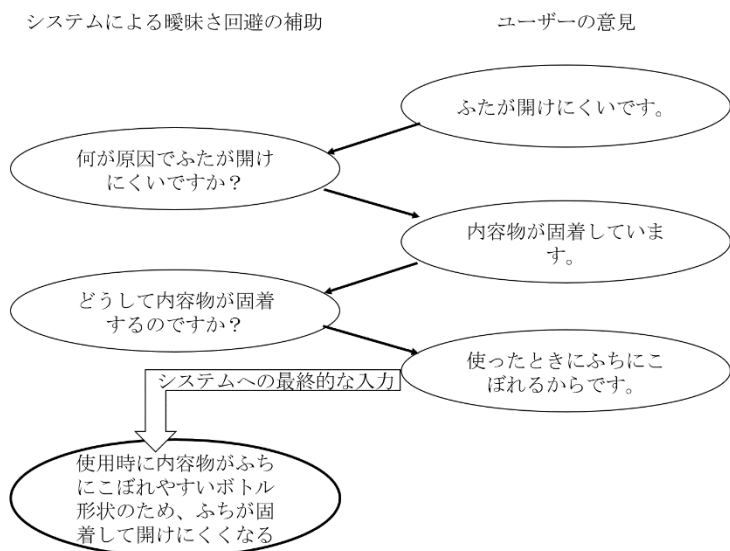 システムによる曖昧さ回避の補助
ユーザーの意見
ふたが開けにくいです。
何が原因でふたが開け
にくいですか？
内容物が固着していま
す。
どうして内容物が固着
するのですか？
使ったときにふちにこ
ぼれるからです。
システムへの最終的な入力
使用時に内容物がふち
にこぼれやすいボトル
形状のため、ふちが固
着して開けにくくなる